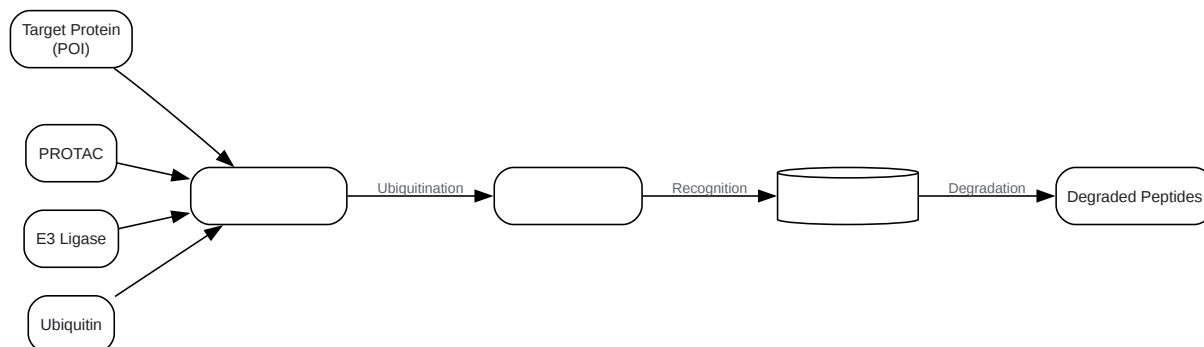 Target Protein
(POI)
PROTAC
E3 Ligase
Ubiquitin
Ubiquitination
Recognition
Degradation
Degraded Peptides